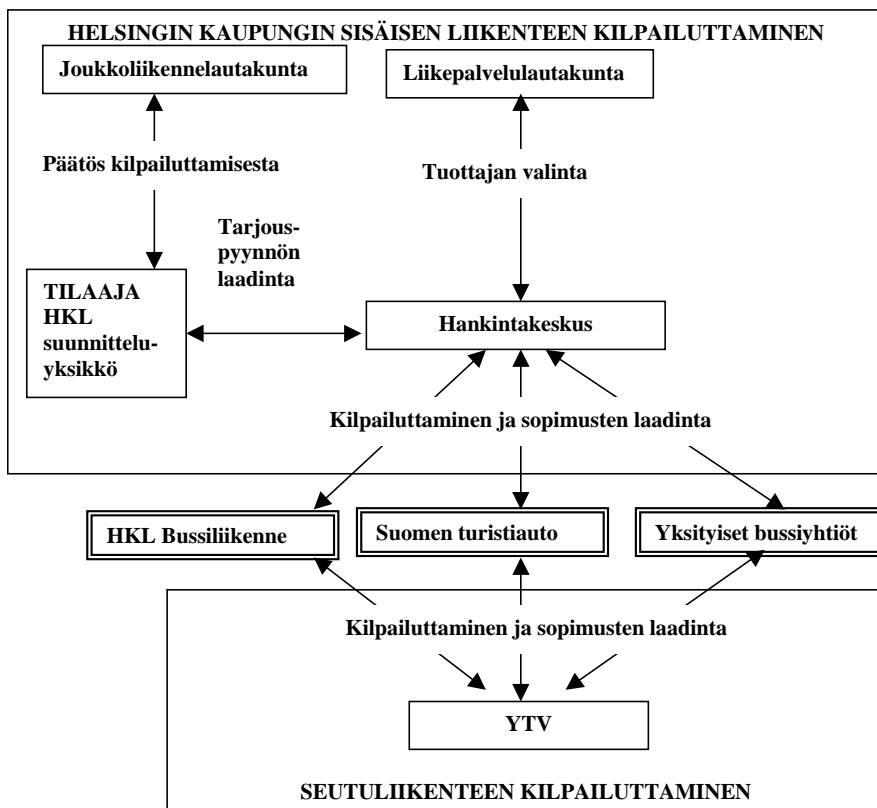 HELSINGIN KAUPUNGIN SISÄISEN LIIKENTEEN KILPAILUTTAMINEN
Joukkoliikennelautakunta
Liikepalvelulautakunta
Päätös kilpailuttamisesta
Tuottajan valinta
Tarjous-
pyynnön
laadinta
TILAAJA
HKL
suunnittelu-
yksikkö
Hankintakeskus
Kilpailuttaminen ja sopimusten laadinta
HKL Bussiliikenne
Suomen turistiauto
Yksityiset bussiyhtiöt
Kilpailuttaminen ja sopimusten laadinta
YTV
SEUTULIIKENTEEN KILPAILUTTAMINEN